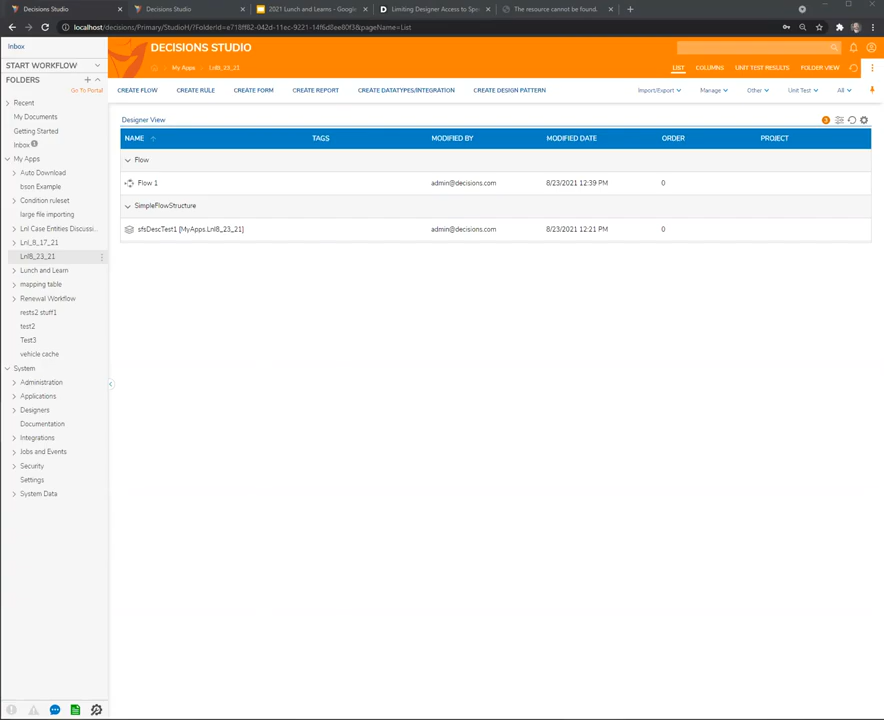 Decisions Studio
Decisions Studio
2021 Lunch and Learns - Google
Limiting Designer Access to Spe
The resource cannot be found.
localhost/decisions/Primary/StudioH/?FolderId=e718ff82-042d-11ec-9221-14f6d8ee80f3&pageName=List
Inbox
START WORKFLOW
FOLDERS
Go To Portal
Recent
My Documents
Getting Started
Inbox
My Apps
Auto Download
bson Example
Condition ruleset
large file importing
Lnl Case Entities Discussi...
Lnl_8_17_21
Lnl8_23_21
Lunch and Learn
mapping table
Renewal Workflow
rests2 stuff1
test2
Test3
vehicle cache
System
Administration
Applications
Designers
Documentation
Integrations
Jobs and Events
Security
Settings
System Data
DECISIONS STUDIO
My Apps
Lnl8_23_21
LIST COLUMNS UNIT TEST RESULTS FOLDER VIEW
CREATE FLOW CREATE RULE CREATE FORM CREATE REPORT CREATE DATATYPES/INTEGRATION CREATE DESIGN PATTERN
Import/Export Manage Other Unit Test All
Designer View
3
NAME TAGS MODIFIED BY MODIFIED DATE ORDER PROJECT
Flow
Flow 1 admin@decisions.com 8/23/2021 12:39 PM 0
SimpleFlowStructure
sfsDescTest1 [MyApps.Lnl8_23_21] admin@decisions.com 8/23/2021 12:21 PM 0